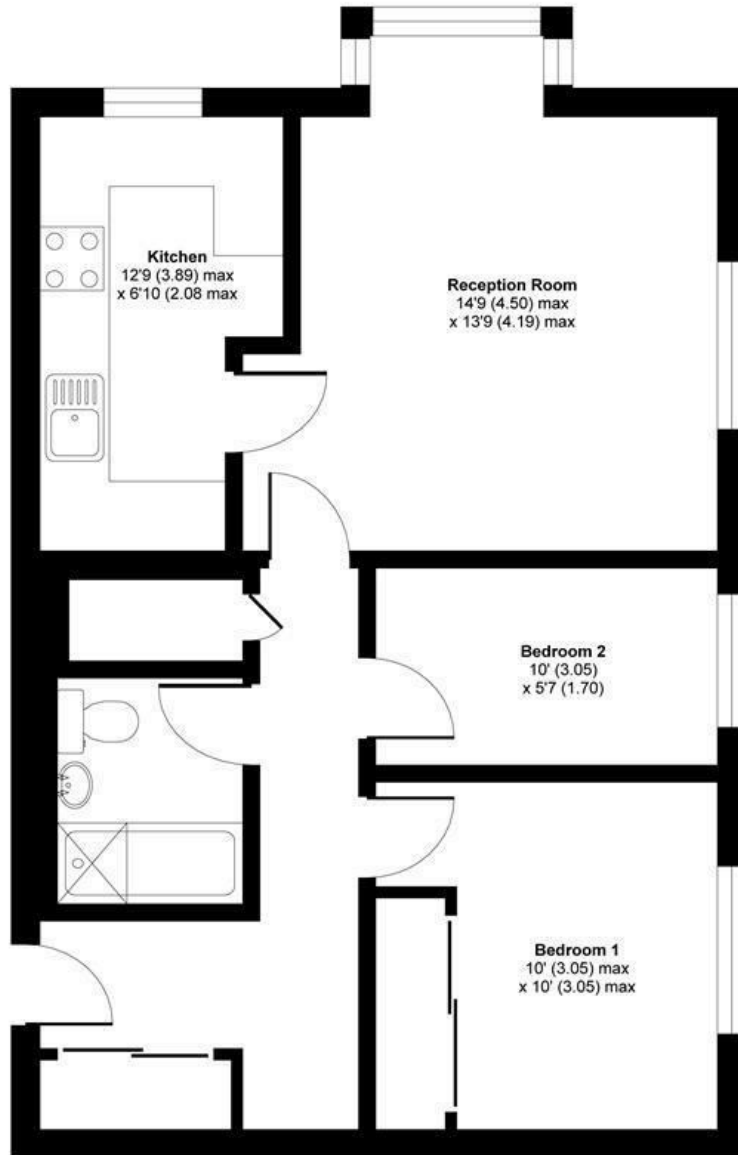 Kitchen
12'9 (3.89) max
x 6'10 (2.08 max
Reception Room
14'9 (4.50) max
x 13'9 (4.19) max
Bedroom 2
10' (3.05)
x 5'7 (1.70)
Bedroom 1
10' (3.05) max
x 10' (3.05) max